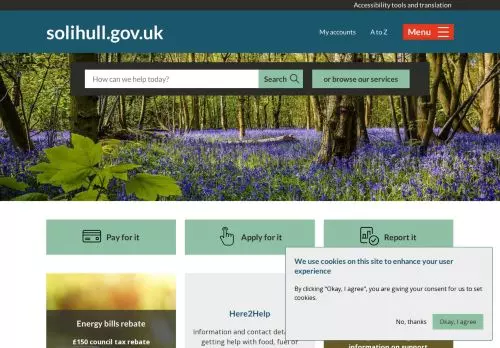 Accessibility tools and translation
solihull.gov.uk
My accounts
A to Z
Menu
How can we help today?
Search
or browse our services
Pay for it
Apply for it
Report it
We use cookies on this site to enhance your user
experience
By clicking "Okay, I agree", you are giving your consent for us to set
cookies.
No, thanks
Okay, I agree
Energy bills rebate
£150 council tax rebate
Here2Help
Information and contact
getting help with food, fuel or
information on support